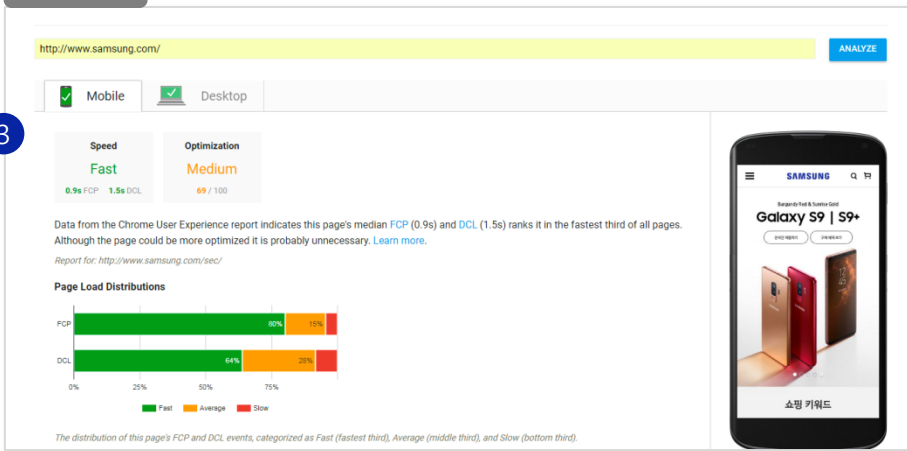 http://www.samsung.com/
ANALYZE
Mobile
Desktop
3
Speed
Fast
0.9s FCP 1.5s DCL
Optimization
Medium
69 / 100
Data from the Chrome User Experience report indicates this page's median FCP (0.9s) and DCL (1.5s) ranks it in the fastest third of all pages.
Although the page could be more optimized it is probably unnecessary. Learn more.
Report for: http://www.samsung.com/sec/
Page Load Distributions
FCP
80%
15%
DCL
64%
28%
0%
25%
50%
75%
Fast
Average
Slow
The distribution of this page's FCP and DCL events, categorized as Fast (fastest third), Average (middle third), and Slow (bottom third).
SAMSUNG
Burgundy Red & Sunrise Gold
Galaxy S9 | S9+
쇼핑 키워드